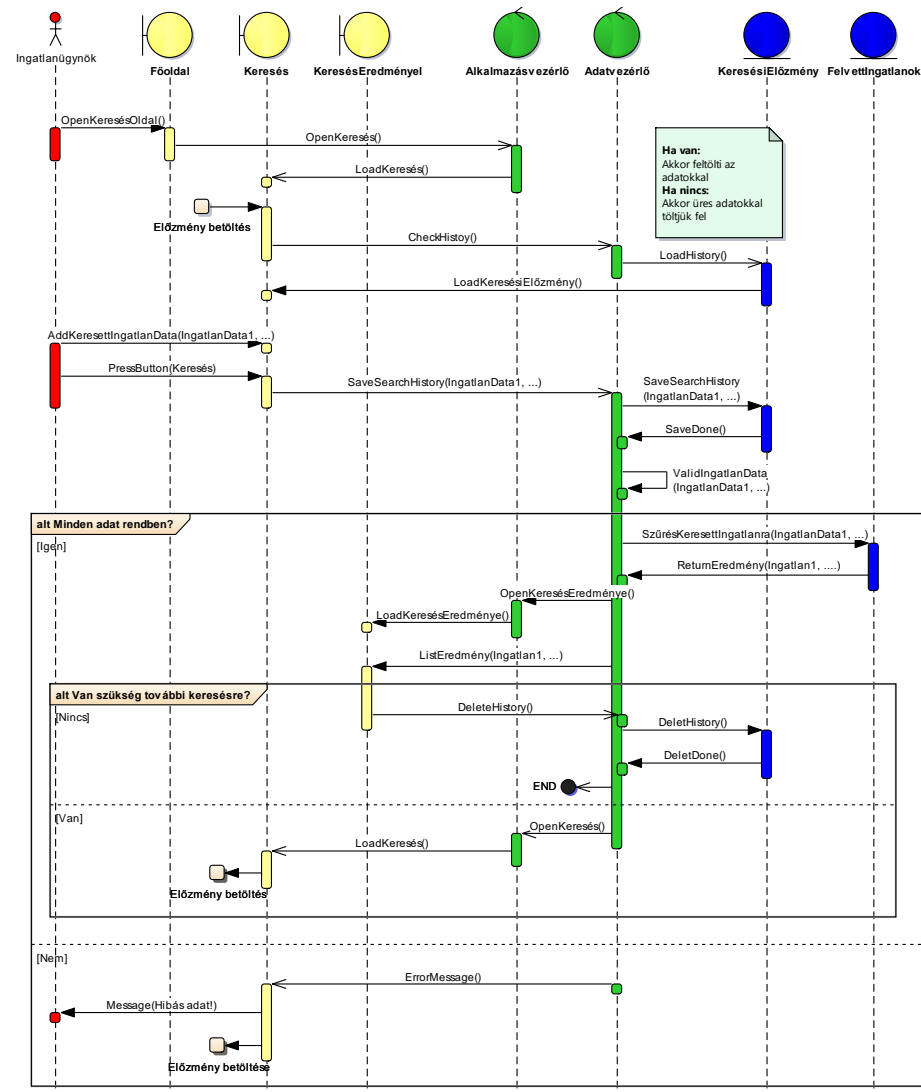 Ingatlanügynök
Főoldal
Keresés
KeresésEredményel
Alkalmazásvezérlő
Adatvezérlő
KeresésiElőzmény
FelvettIngatlanok
OpenKeresésOldal()
OpenKeresés()
LoadKeresés()
Ha van:
Akkor feltölti az
adatokkal
Ha nincs:
Akkor üres adatokkal
töltjük fel
Előzmény betöltés
CheckHistoy()
LoadHistory()
LoadKeresésiElőzmény()
AddKeresettIngatlanData(IngatlanData1, ...)
PressButton(Keresés)
SaveSearchHistory(IngatlanData1, ...)
SaveSearchHistory
(IngatlanData1, ...)
SaveDone()
ValidIngatlanData
(IngatlanData1, ...)
alt Minden adat rendben?
[Igen]
SzűrésKeresettIngatlanra(IngatlanData1, ...)
ReturnEredmény(Ingatlan1, ....)
OpenKeresésEredménye()
LoadKeresésEredménye()
ListEredmény(Ingatlan1, ...)
alt Van szükség további keresésre?
[Nincs]
DeleteHistory()
DeletHistory()
DeletDone()
END
[Van]
OpenKeresés()
LoadKeresés()
Előzmény betöltés
[Nem]
ErrorMessage()
Message(Hibás adat!)
Előzmény betöltése